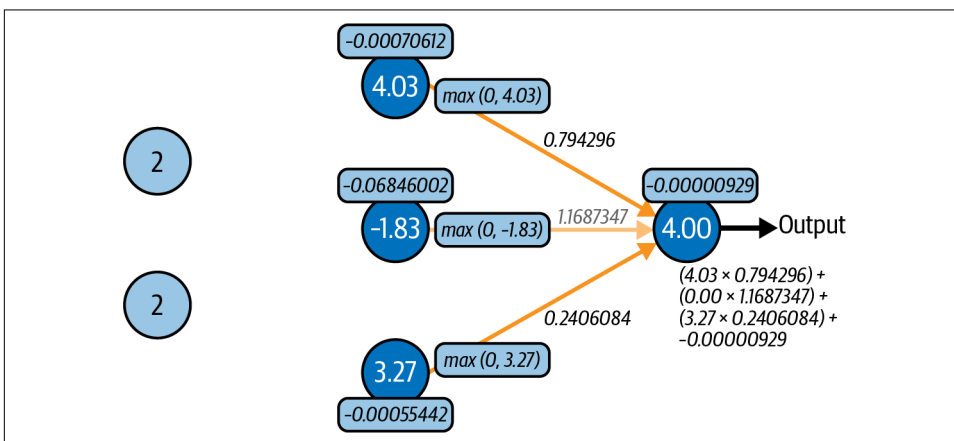 –0.00070612
4.03
max (0, 4.03)
0.794296
2
–0.06846002
–0.00000929
–1.83
max (0, –1.83)
1.1687347
4.00
Output
(4.03 × 0.794296) +
(0.00 × 1.1687347) +
(3.27 × 0.2406084) +
–0.00000929
2
0.2406084
3.27
max (0, 3.27)
–0.00055442